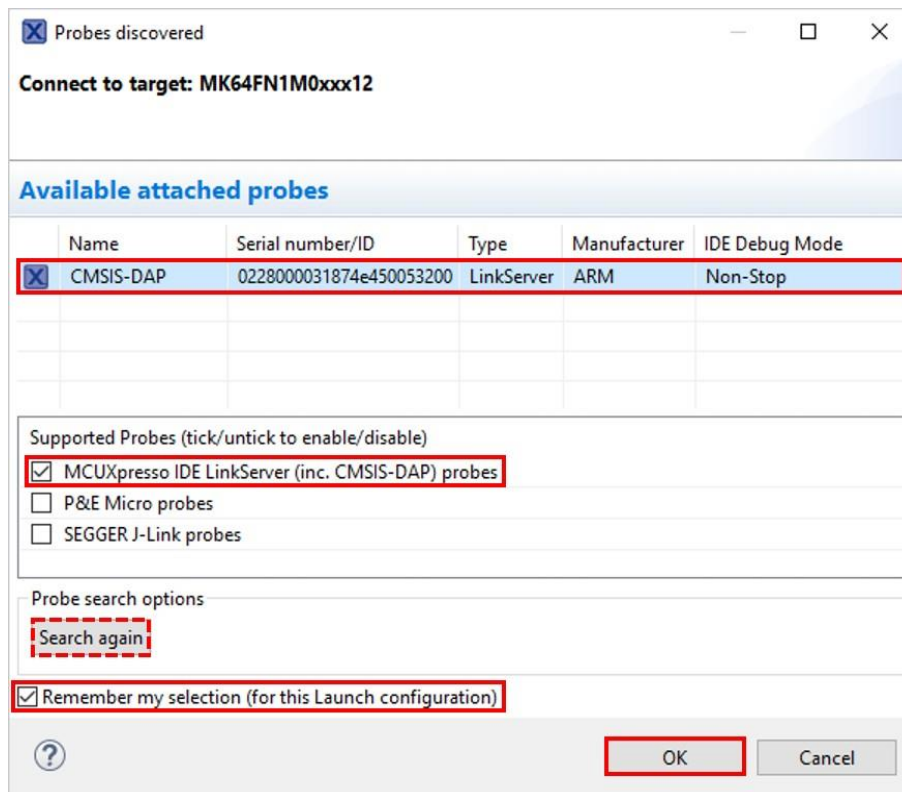 Probes discovered
Connect to target: MK64FN1M0xxx12
Available attached probes
Name Serial number/ID Type Manufacturer IDE Debug Mode
CMSIS-DAP 0228000031874e450053200 LinkServer ARM Non-Stop
Supported Probes (tick/untick to enable/disable)
MCUXpresso IDE LinkServer (inc. CMSIS-DAP) probes
P&E Micro probes
SEGGER J-Link probes
Probe search options
Search again
Remember my selection (for this Launch configuration)
? OK Cancel